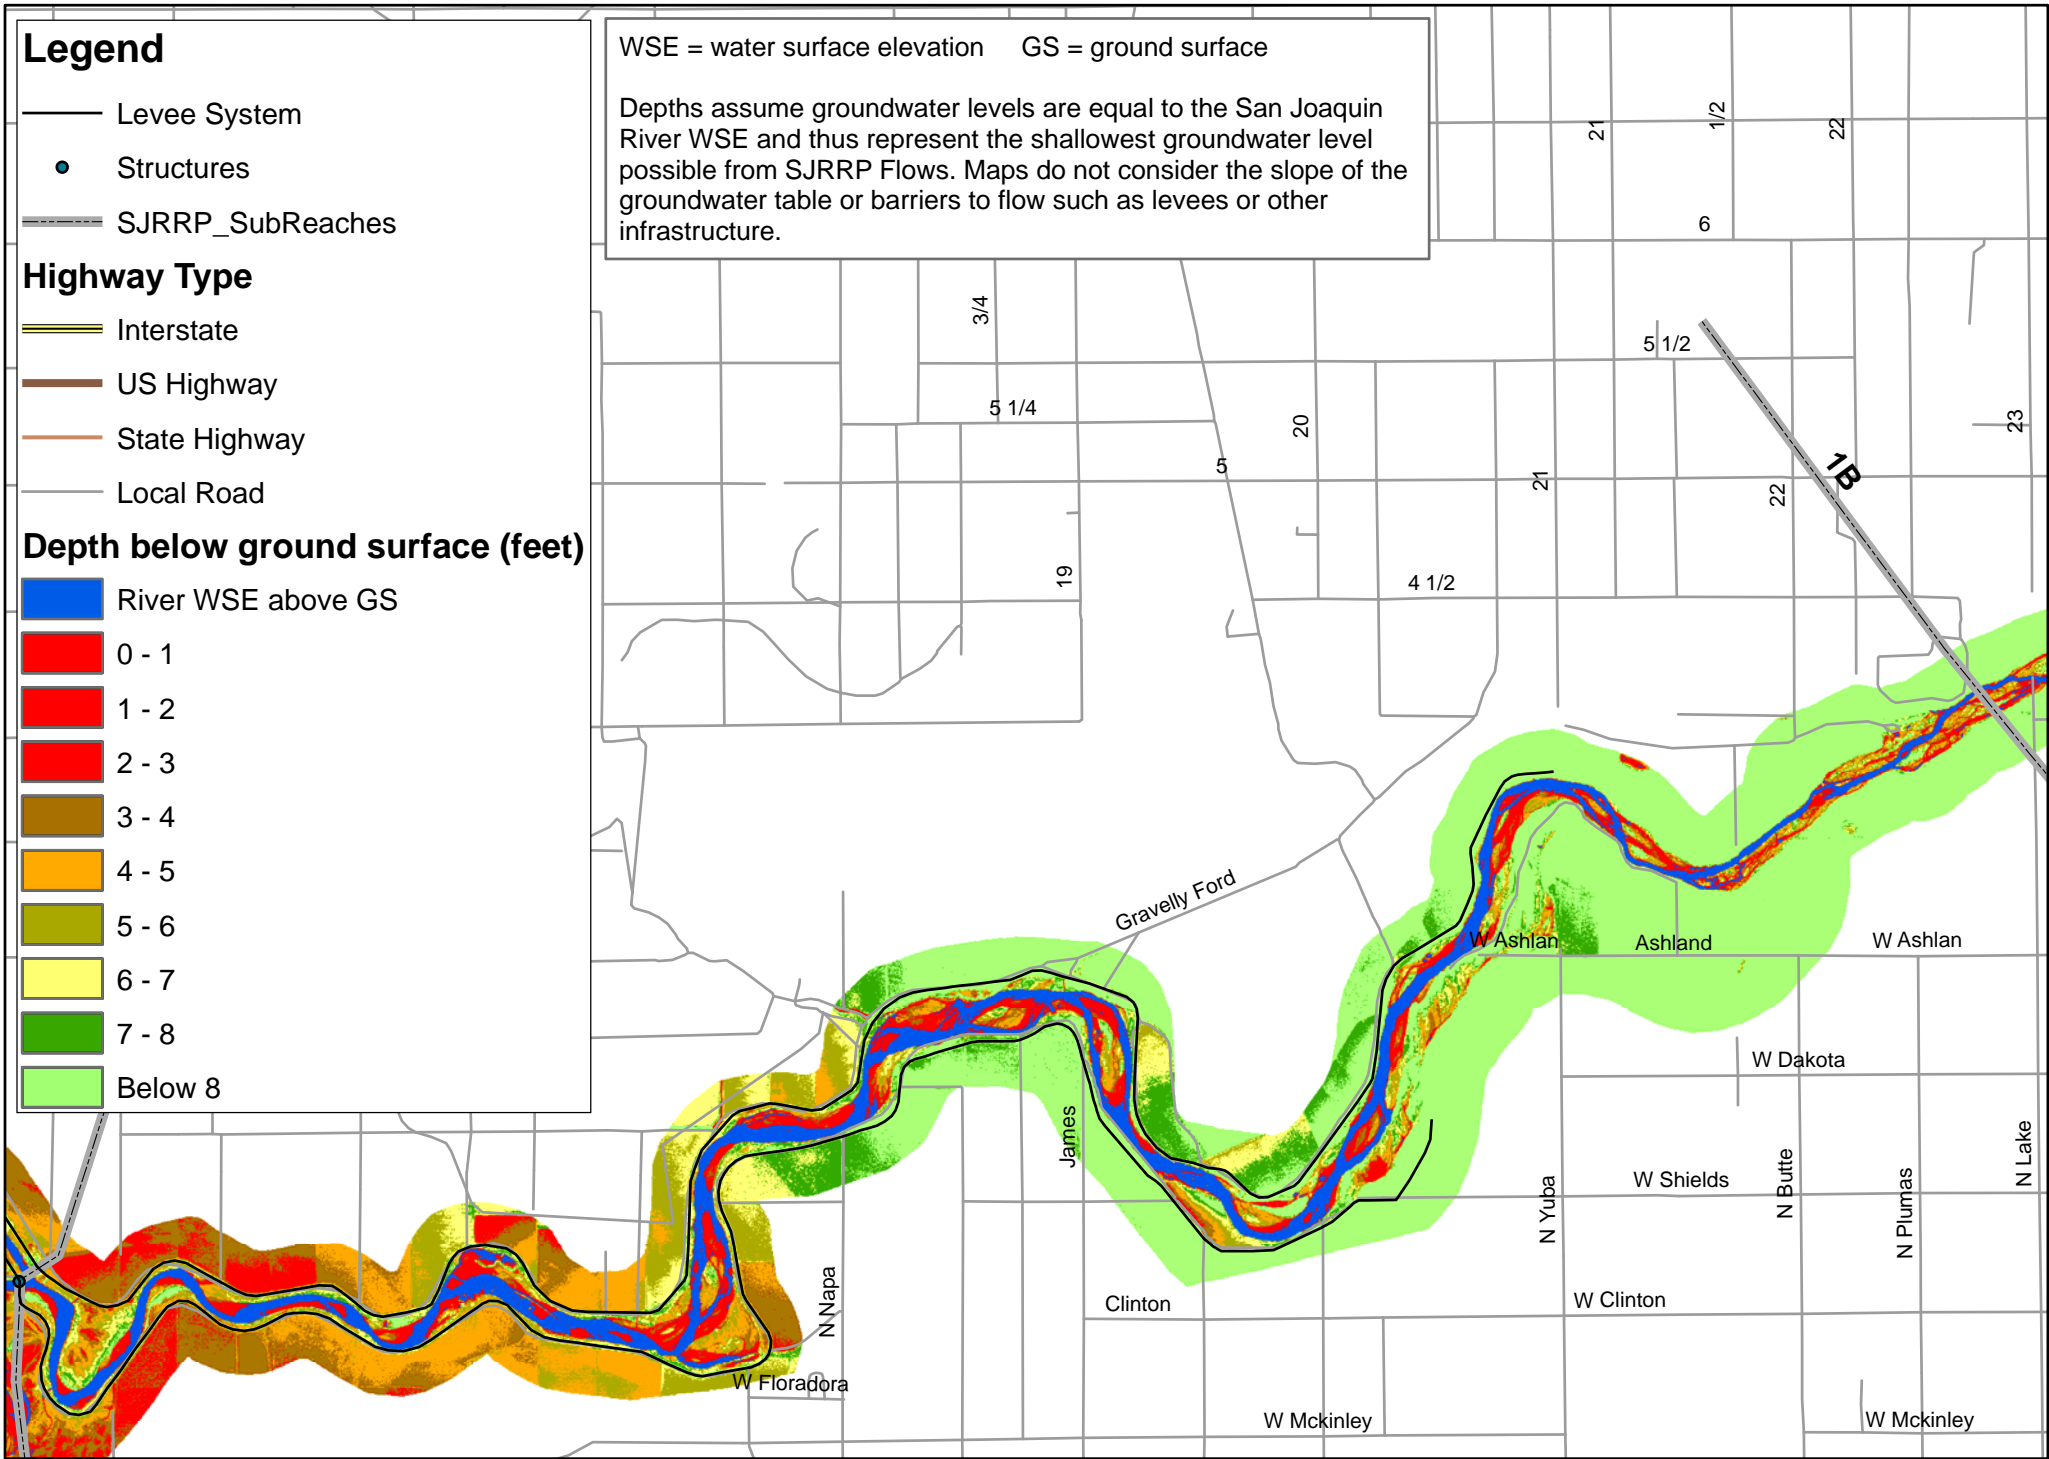 Legend
Levee System
Structures
SJRRP_SubReaches
Highway Type
Interstate
US Highway
State Highway
Local Road
Depth below ground surface (feet)
River WSE above GS
0 - 1
1 - 2
2 - 3
3 - 4
4 - 5
5 - 6
6 - 7
7 - 8
Below 8
WSE = water surface elevation GS = ground surface
Depths assume groundwater levels are equal to the San Joaquin
River WSE and thus represent the shallowest groundwater level
possible from SJRRP Flows. Maps do not consider the slope of the
groundwater table or barriers to flow such as levees or other
infrastructure.
21
1/2
22
6
3/4
5 1/2
5 1/4
20
23
5
21
22
1B
19
4 1/2
Gravelly Ford
W Ashlan
Ashland
W Ashlan
W Dakota
James
N Lake
W Shields
N Yuba
N Butte
N Plumas
N Napa
Clinton
W Clinton
W Floradora
W Mckinley
W Mckinley